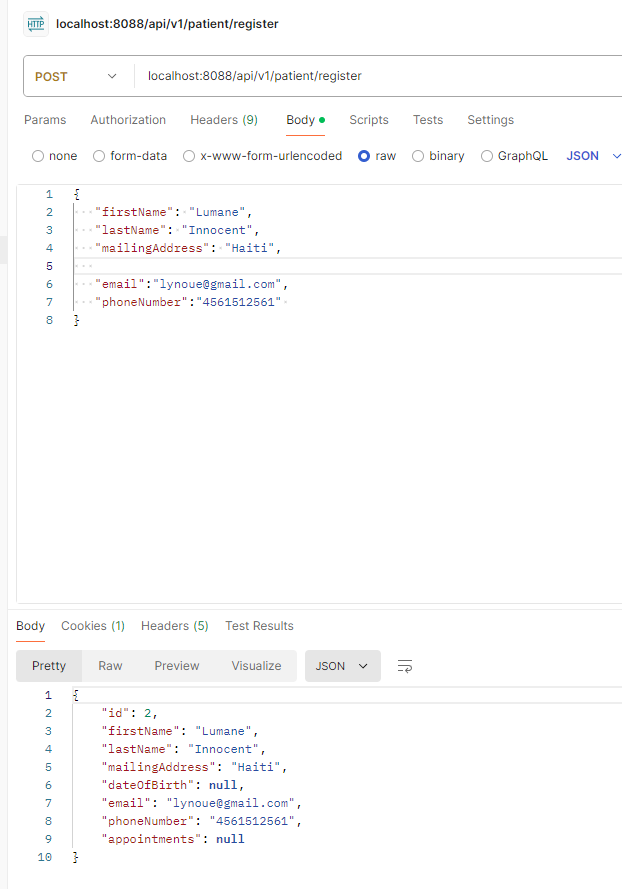 HTTP localhost:8088/api/v1/patient/register
POST localhost:8088/api/v1/patient/register
Params Authorization Headers (9) Body Scripts Tests Settings
none form-data x-www-form-urlencoded raw binary GraphQL JSON
1 {
2 "firstName": "Lumane",
3 "lastName": "Innocent",
4 "mailingAddress": "Haiti",
5
6 "email":"lynoue@gmail.com",
7 "phoneNumber":"4561512561"
8 }
Body Cookies (1) Headers (5) Test Results
Pretty Raw Preview Visualize JSON
1 {
2 "id": 2,
3 "firstName": "Lumane",
4 "lastName": "Innocent",
5 "mailingAddress": "Haiti",
6 "dateOfBirth": null,
7 "email": "lynoue@gmail.com",
8 "phoneNumber": "4561512561",
9 "appointments": null
10 }